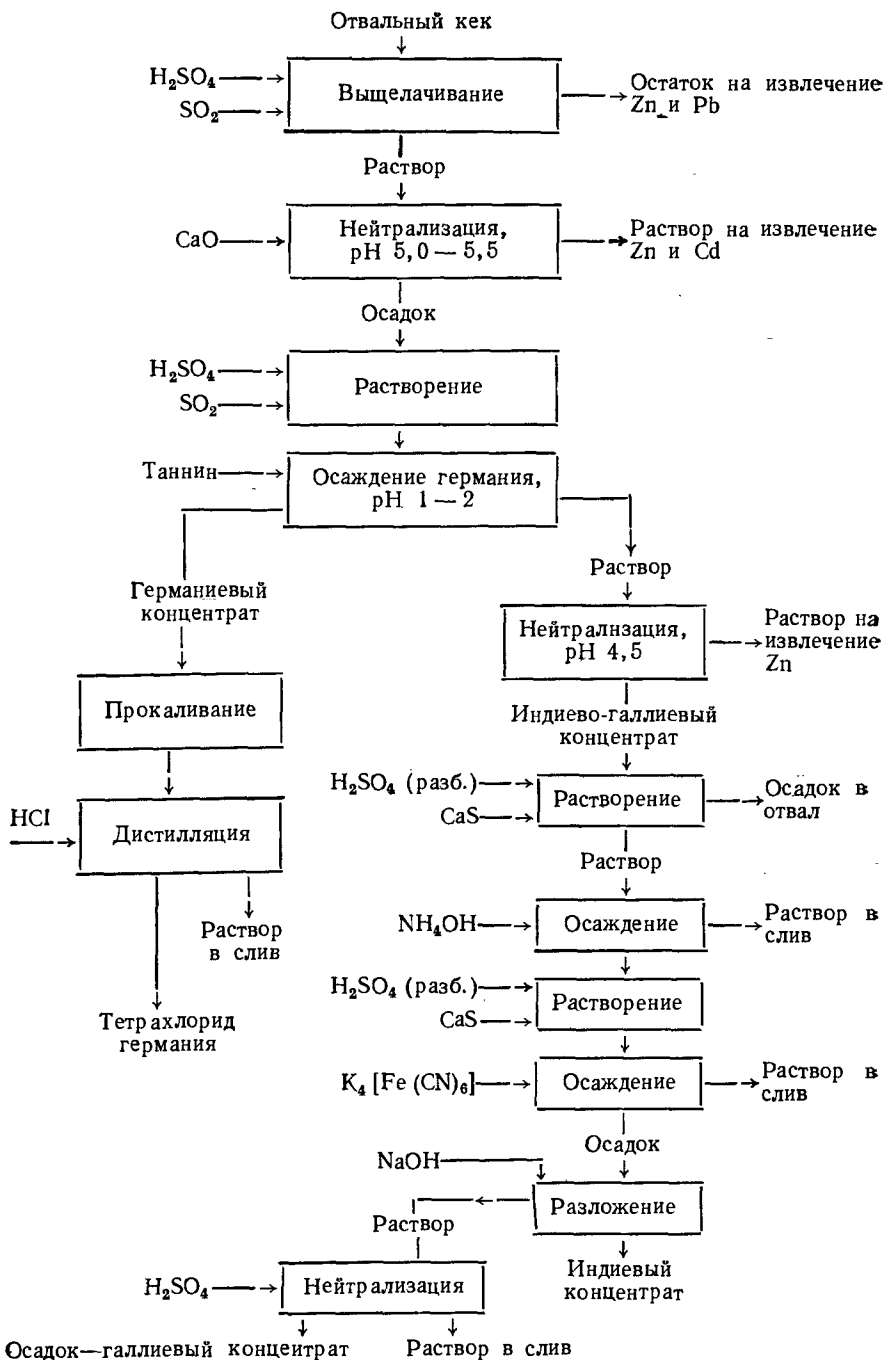 Отвальный кек
H₂SO₄
SO₂
Выщелачивание
Остаток на извлечение
Zn и Pb
Раствор
CaO
Нейтрализация,
pH 5,0 — 5,5
Раствор на извлечение
Zn и Cd
Осадок
H₂SO₄
SO₂
Растворение
Таннин
Осаждение германия,
pH 1 — 2
Германиевый
концентрат
Раствор
Нейтралнзация,
pH 4,5
Раствор на
извлечение
Zn
Прокаливание
Индиево-галлиевый
концентрат
H₂SO₄ (разб.)
CaS
Растворение
Осадок в
отвал
HCl
Дистилляция
Раствор
Раствор
в слив
NH₄OH
Осаждение
Раствор в
слив
H₂SO₄ (разб.)
CaS
Растворение
Тетрахлорид
германия
K₄ [Fe (CN)₆]
Осаждение
Раствор в
слив
Осадок
NaOH
Разложение
Раствор
Индиевый
концентрат
H₂SO₄
Нейтрализация
Осадок—галлиевый концентрат
Раствор в слив